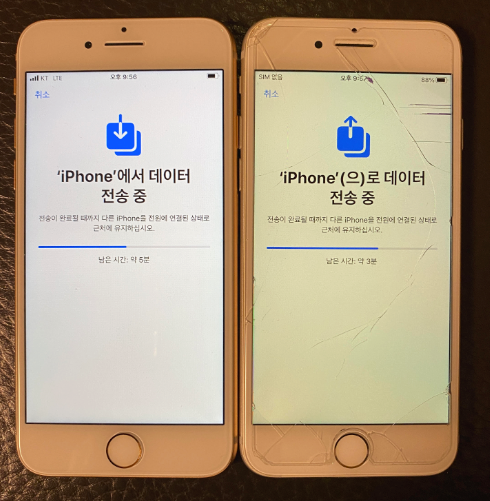 KT LTE
오후 9:56
취소
‘iPhone’에서 데이터
전송 중
전송이 완료될 때까지 다른 iPhone을 전원에 연결된 상태로
근처에 유지하십시오.
남은 시간: 약 5분
SIM 없음
오후 9:57
58%
취소
‘iPhone’(으)로 데이터
전송 중
전송이 완료될 때까지 다른 iPhone을 전원에 연결된 상태로
근처에 유지하십시오.
남은 시간: 약 3분